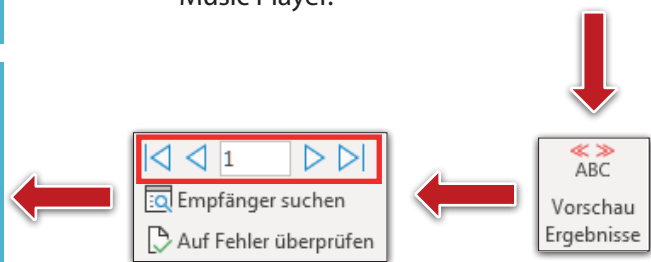 Music Player.
1
Empfänger suchen
Auf Fehler überprüfen
ABC
Vorschau
Ergebnisse